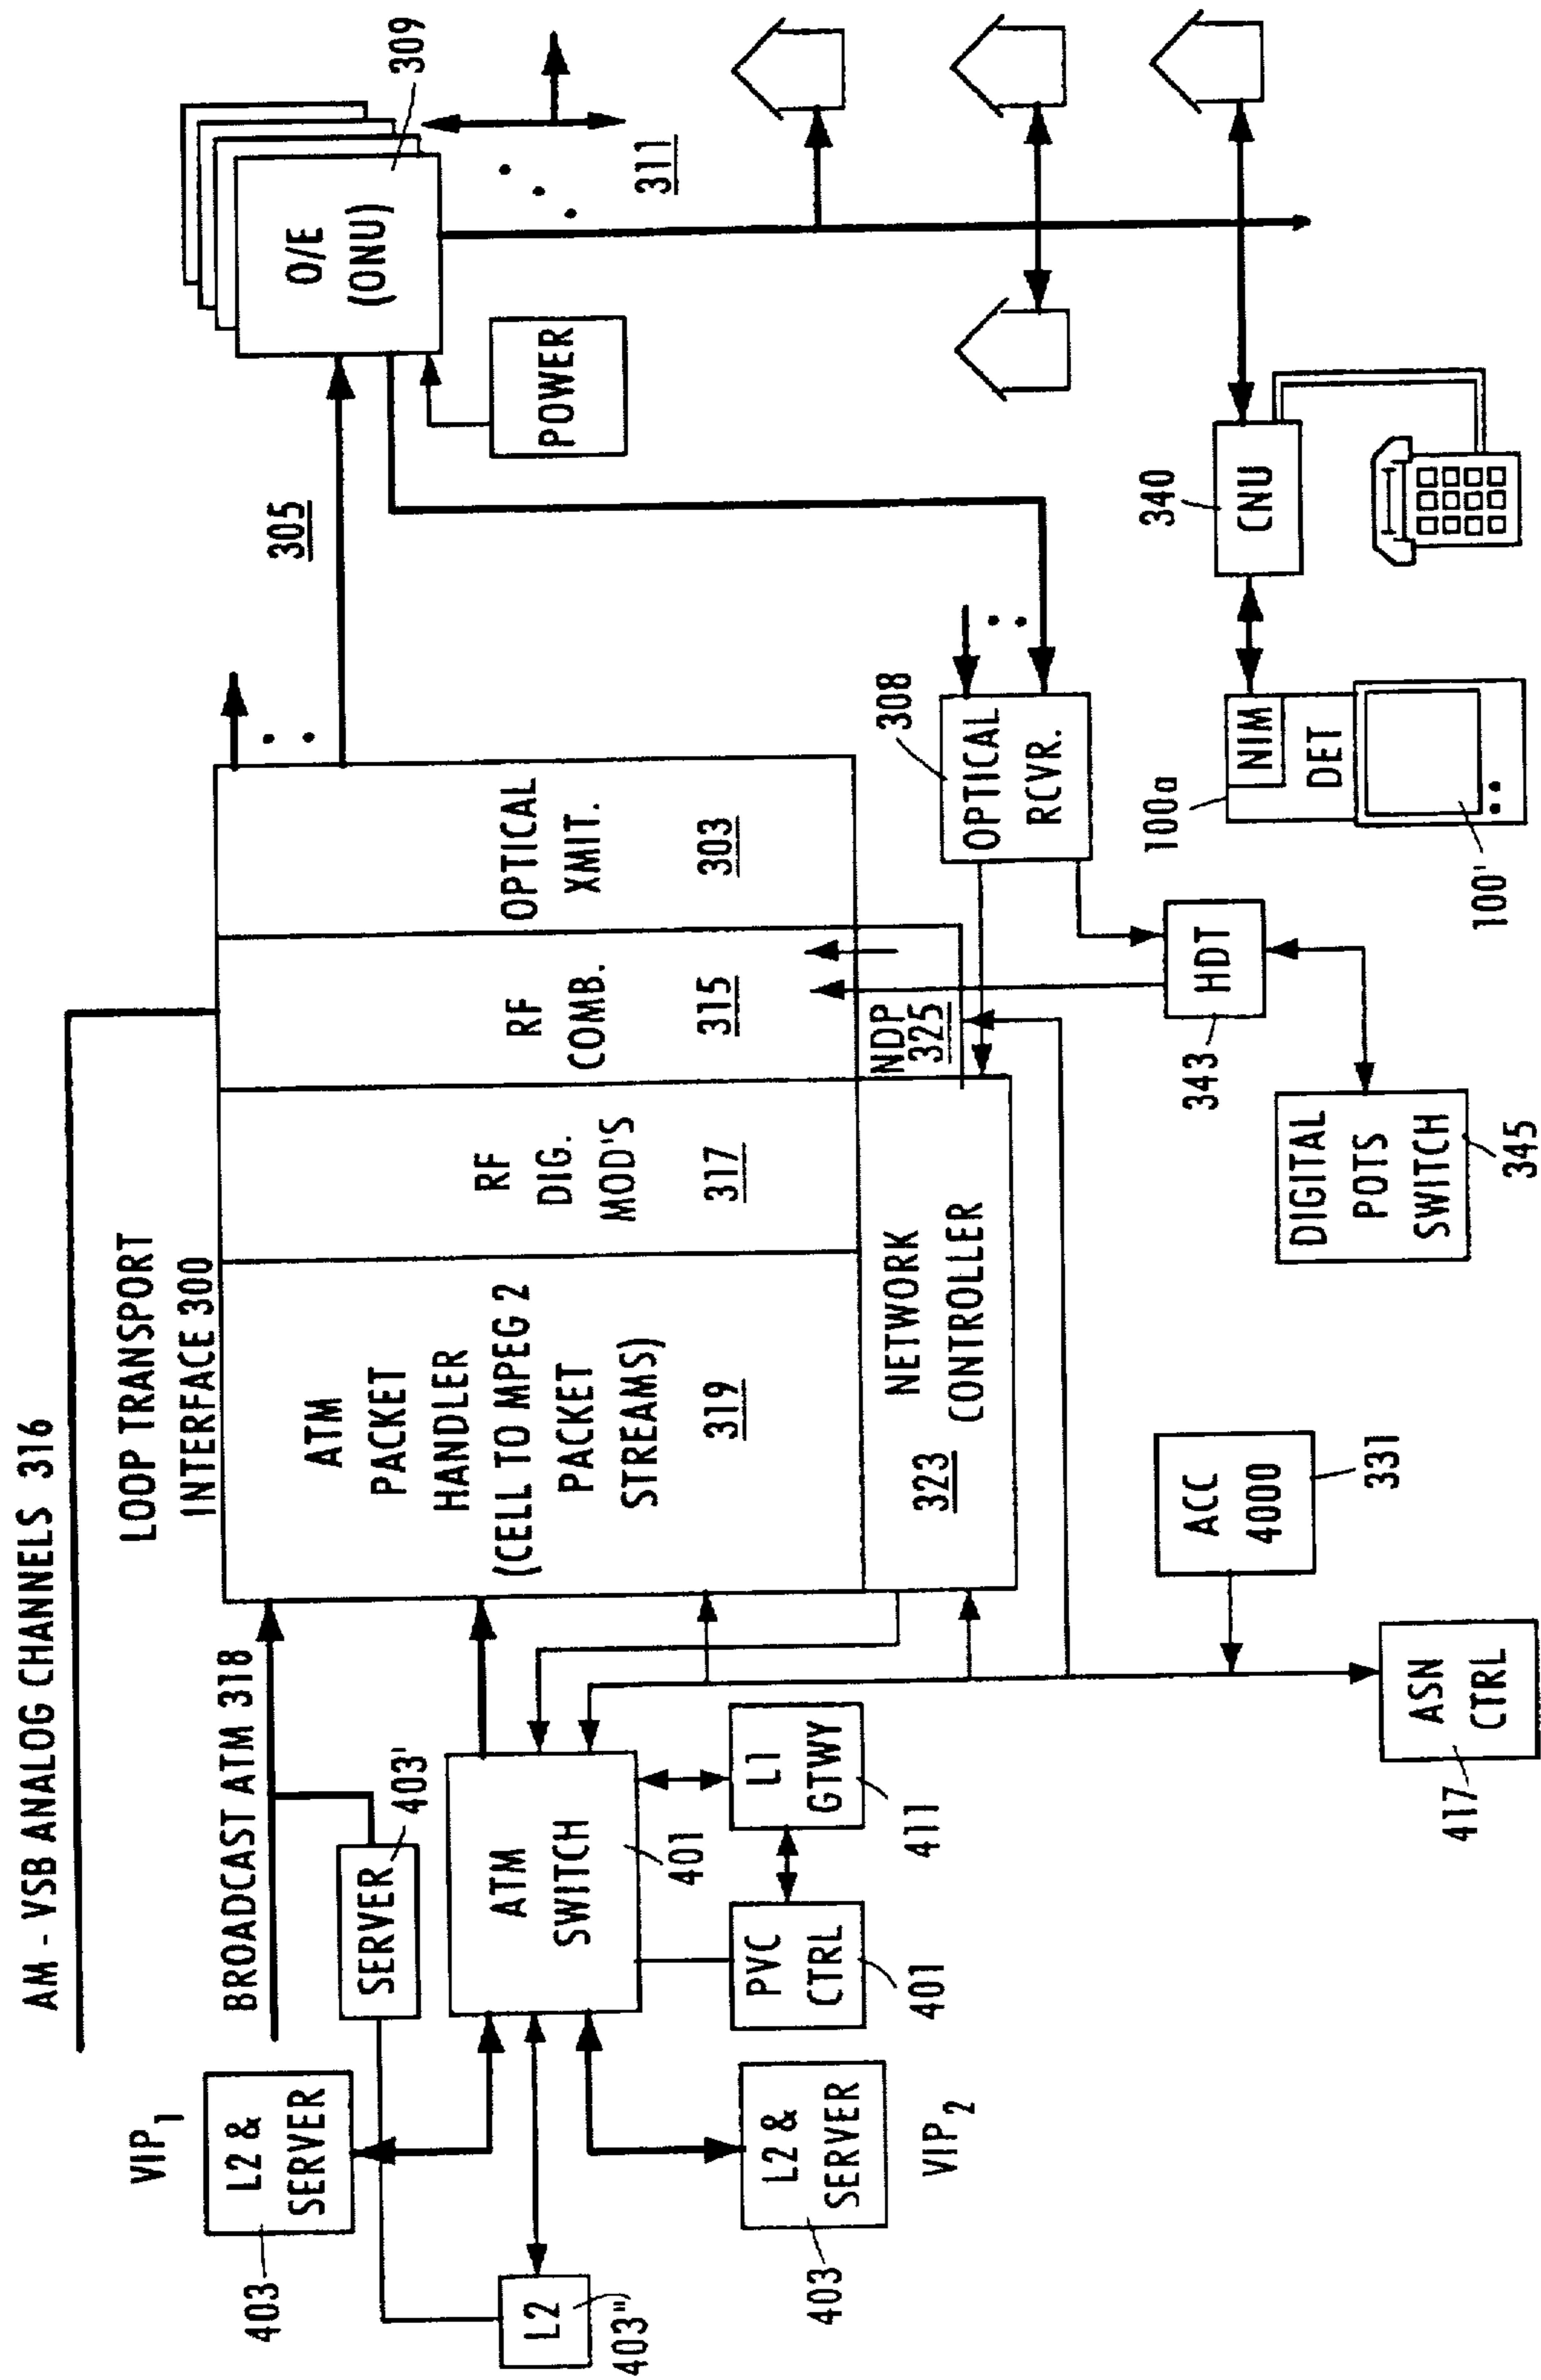 AM - VSB ANALOG CHANNELS 316
LOOP TRANSPORT
INTERFACE 300
BROADCAST ATM 318
VIP1
L2 &
SERVER
403
SERVER
403'
L2
403"
L2 &
SERVER
403
VIP2
ATM
SWITCH
401
PVC
CTRL
401
L1
GTWY
411
ATM
PACKET
HANDLER
(CELL TO MPEG 2
PACKET
STREAMS)
319
RF
DIG.
MOD'S
317
RF
COMB.
315
OPTICAL
XMIT.
303
NETWORK
CONTROLLER
323
NDP
325
305
O/E
(ONU)
309
311
POWER
OPTICAL
RCVR.
308
HDT
343
DIGITAL
POTS
SWITCH
345
ACC
4000
331
ASN
CTRL
417
NIM
DET
100a
100'
CNU
340